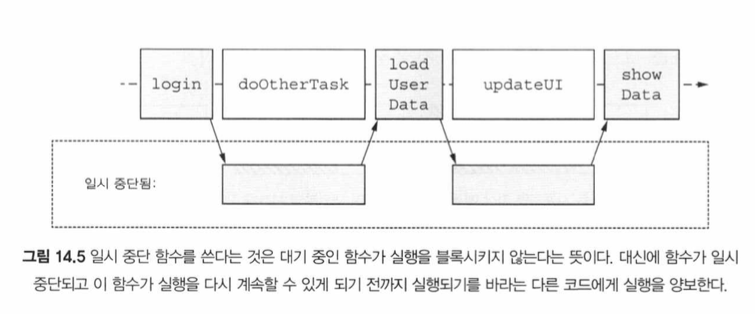 login
doOtherTask
load
User
Data
updateUI
show
Data
일시 중단됨:
그림 14.5 일시 중단 함수를 쓴다는 것은 대기 중인 함수가 실행을 블록시키지 않는다는 뜻이다. 대신에 함수가 일시
중단되고 이 함수가 실행을 다시 계속할 수 있게 되기 전까지 실행되기를 바라는 다른 코드에게 실행을 양보한다.